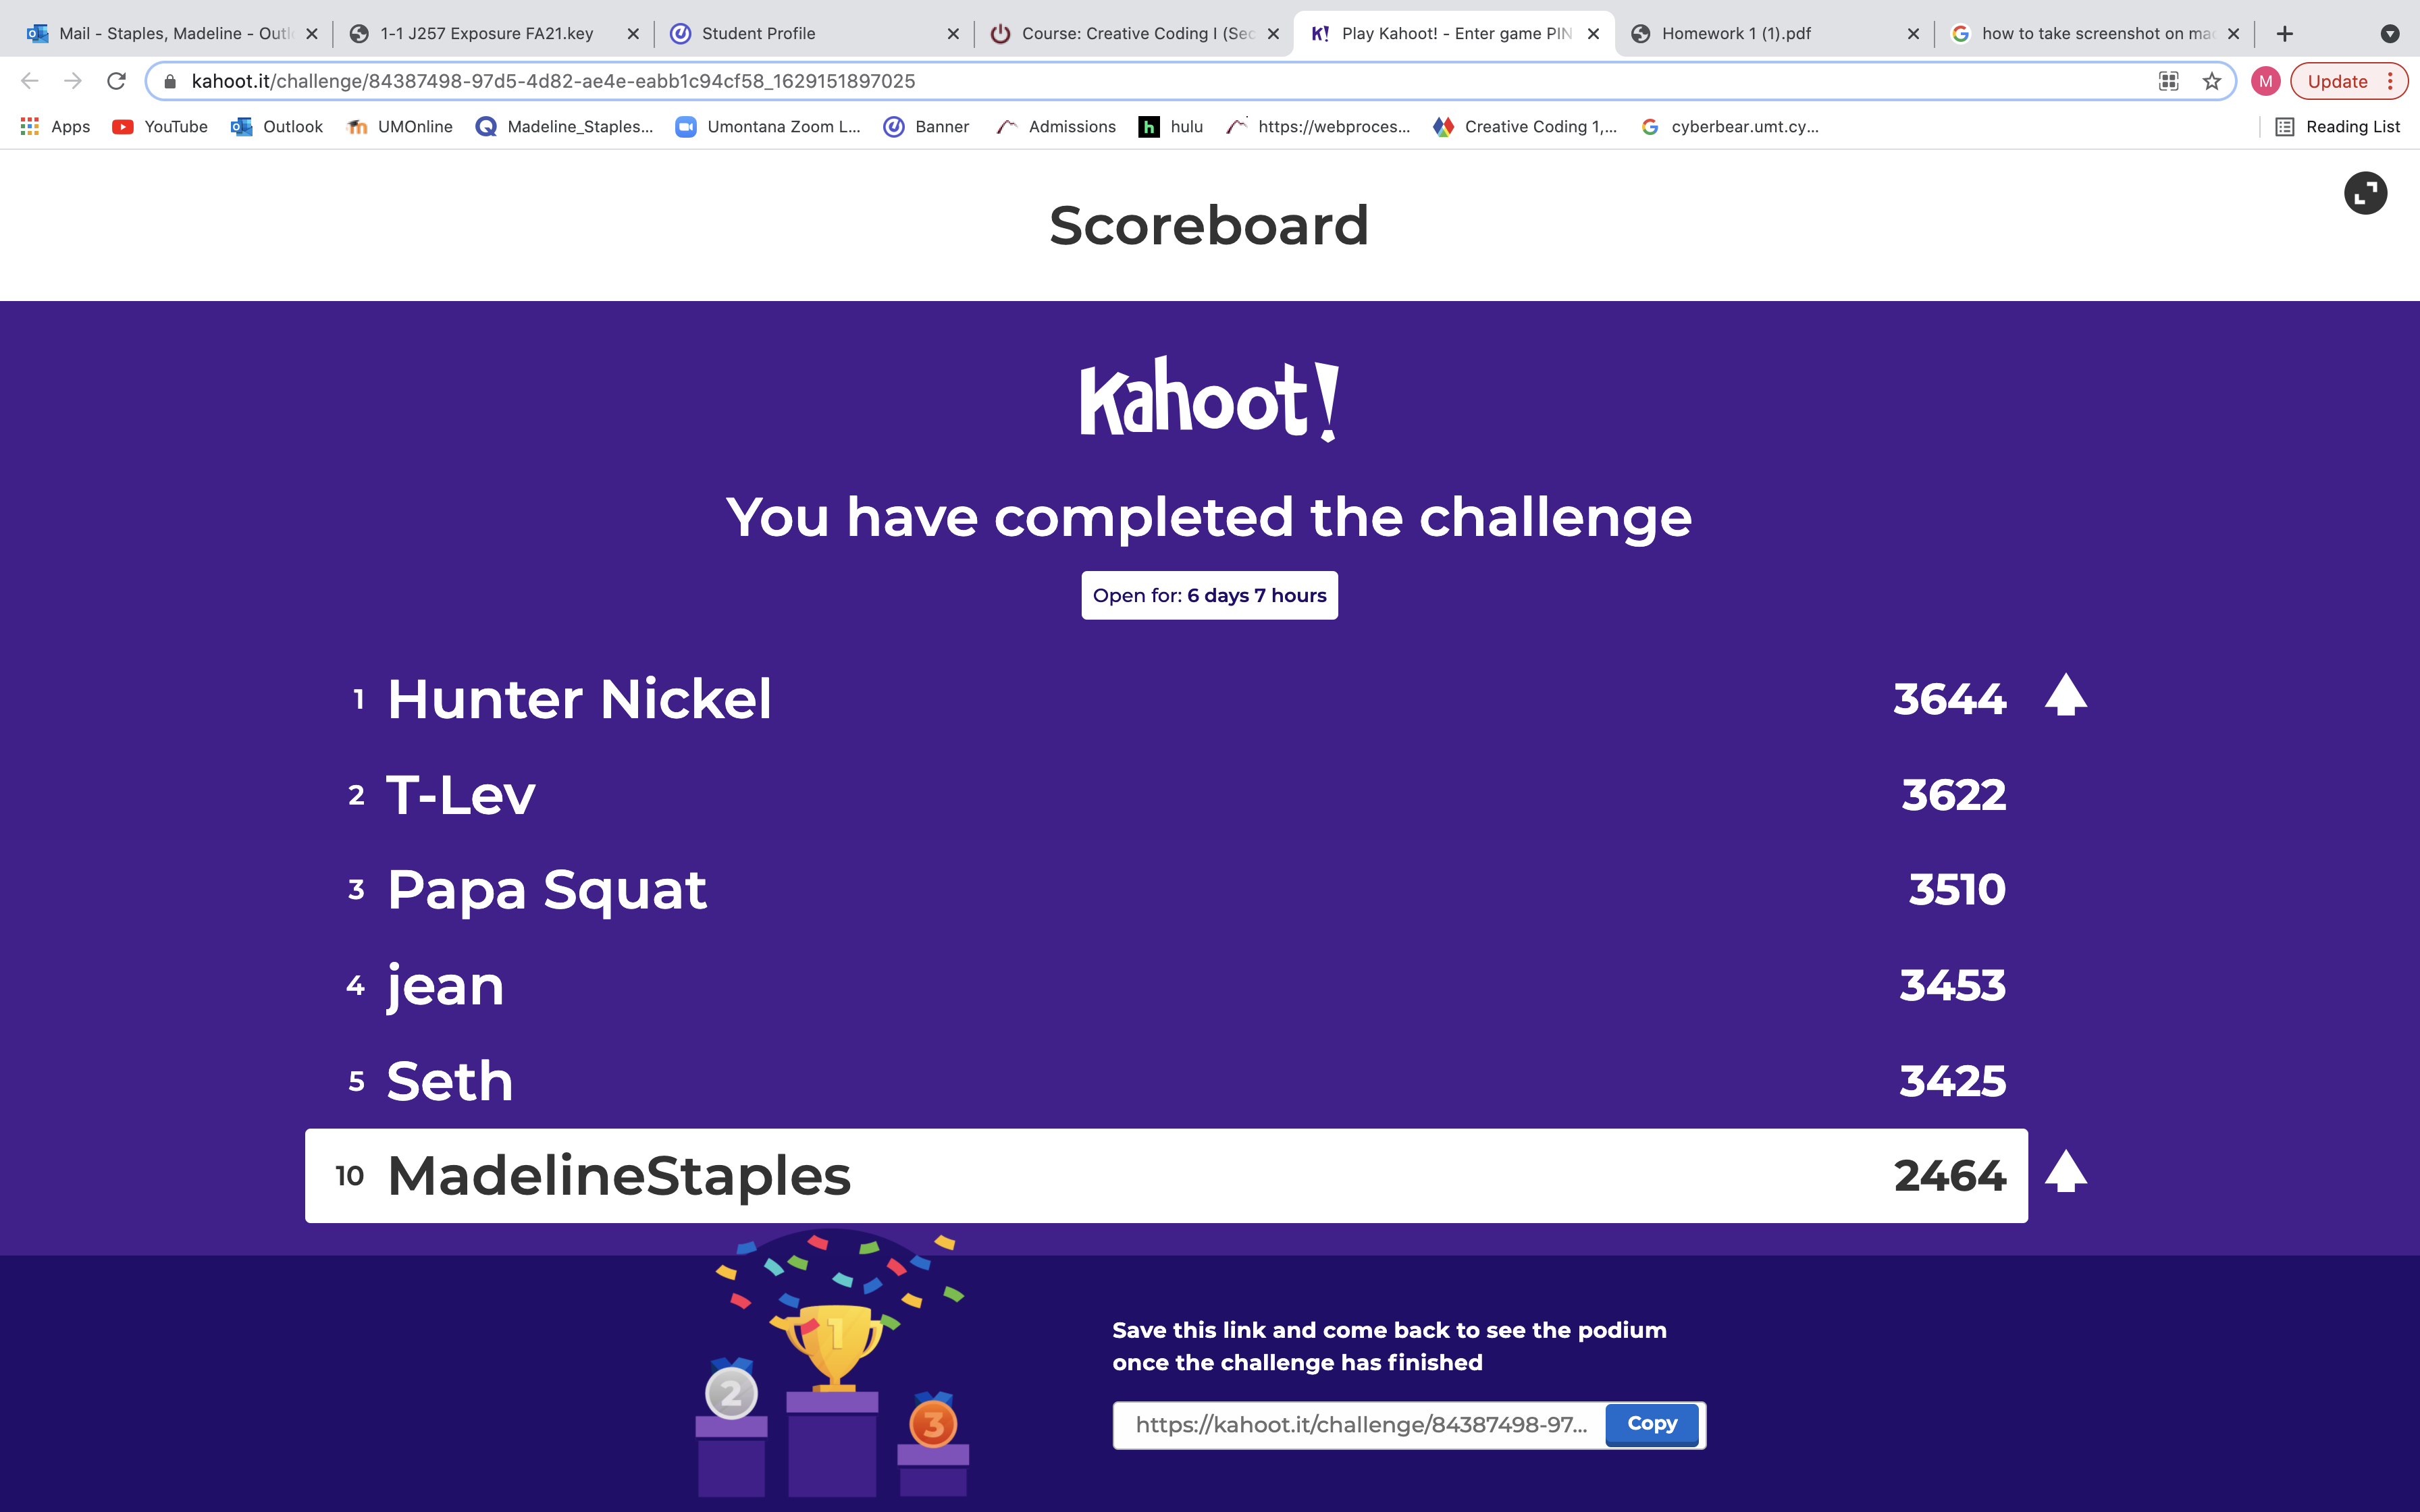 Mail - Staples, Madeline - Outl
1-1 J257 Exposure FA21.key
Student Profile
Course: Creative Coding I (Sec
K! Play Kahoot! - Enter game PIN
Homework 1 (1).pdf
how to take screenshot on mac
kahoot.it/challenge/84387498-97d5-4d82-ae4e-eabb1c94cf58_1629151897025
M
Update
Apps
YouTube
Outlook
UMOnline
Madeline_Staples...
Umontana Zoom L...
Banner
Admissions
h hulu
https://webproces...
Creative Coding 1,...
cyberbear.umt.cy...
Reading List
Scoreboard
Kahoot!
You have completed the challenge
Open for: 6 days 7 hours
1 Hunter Nickel 3644
2 T-Lev 3622
3 Papa Squat 3510
4 jean 3453
5 Seth 3425
10 MadelineStaples 2464
1
2
3
Save this link and come back to see the podium
once the challenge has finished
https://kahoot.it/challenge/84387498-97... Copy